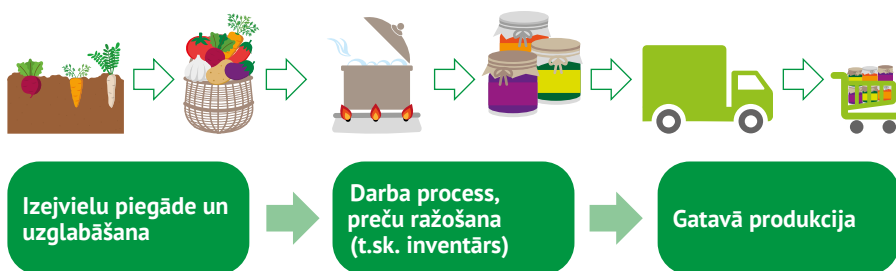 Izejvielu piegāde un
uzglabāšana
Darba process,
preču ražošana
(t.sk. inventārs)
Gatavā produkcija